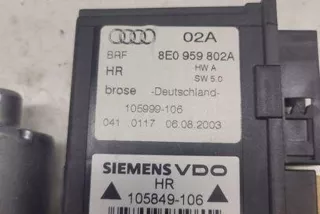 02A
BRF 8E0 959 802A
HR HW A
SW 5.0
brose -Deutschland-
105999-106
041 0117 06.08.2003
SIEMENS VDO
HR
105849-106